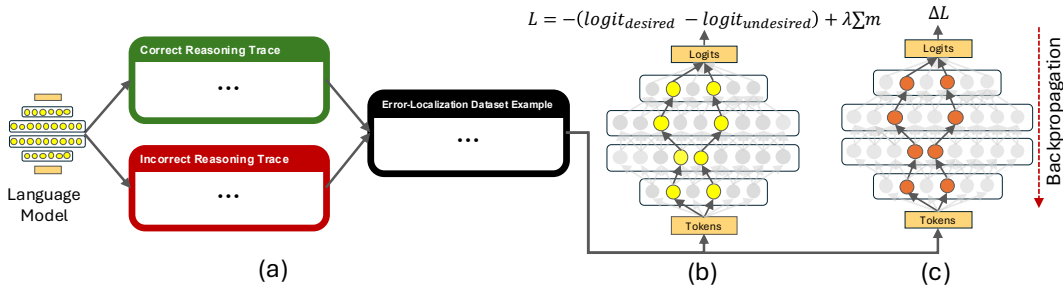 L = −(logit_desired − logit_undesired) + λ∑m
ΔL
Correct Reasoning Trace
...
Incorrect Reasoning Trace
...
Language
Model
Error-Localization Dataset Example
...
Logits
Tokens
Logits
Tokens
Backpropagation
(a)
(b)
(c)